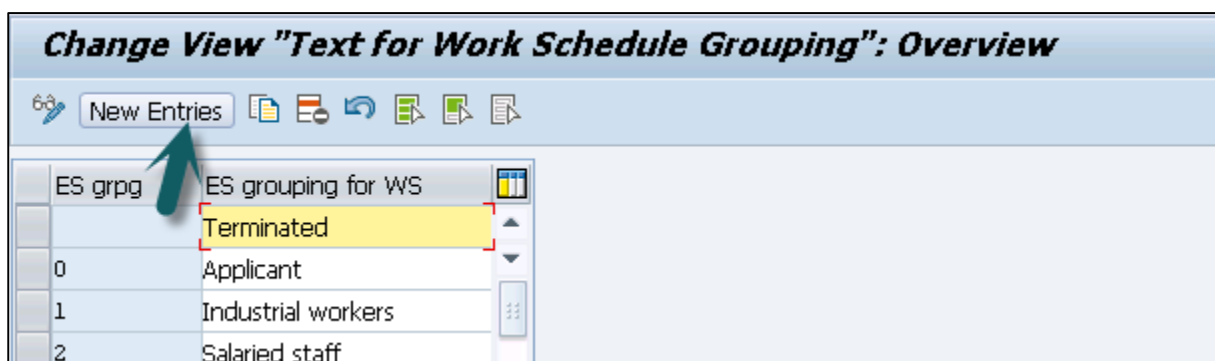 Change View "Text for Work Schedule Grouping": Overview
New Entries
ES grpg ES grouping for WS
Terminated
0 Applicant
1 Industrial workers
2 Salaried staff